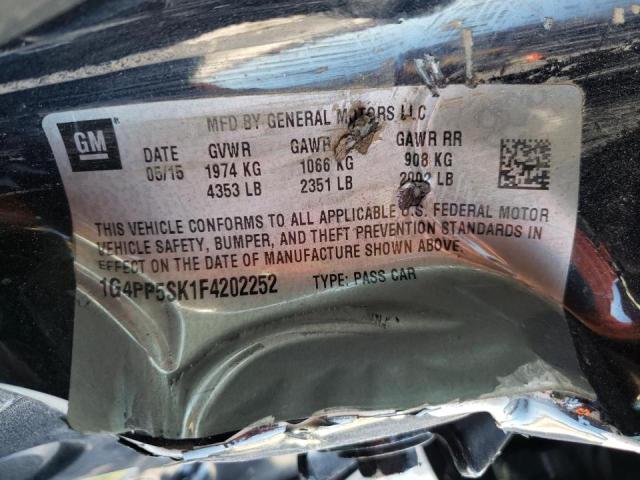 GM
MFD BY GENERAL MOTORS LLC
DATE GVWR GAWR GAWR RR
05/15 1974 KG 1066 KG 908 KG
4353 LB 2351 LB 2002 LB
THIS VEHICLE CONFORMS TO ALL APPLICABLE U.S. FEDERAL MOTOR
VEHICLE SAFETY, BUMPER, AND THEFT PREVENTION STANDARDS IN
EFFECT ON THE DATE OF MANUFACTURE SHOWN ABOVE.
1G4PP5SK1F4202252 TYPE: PASS CAR